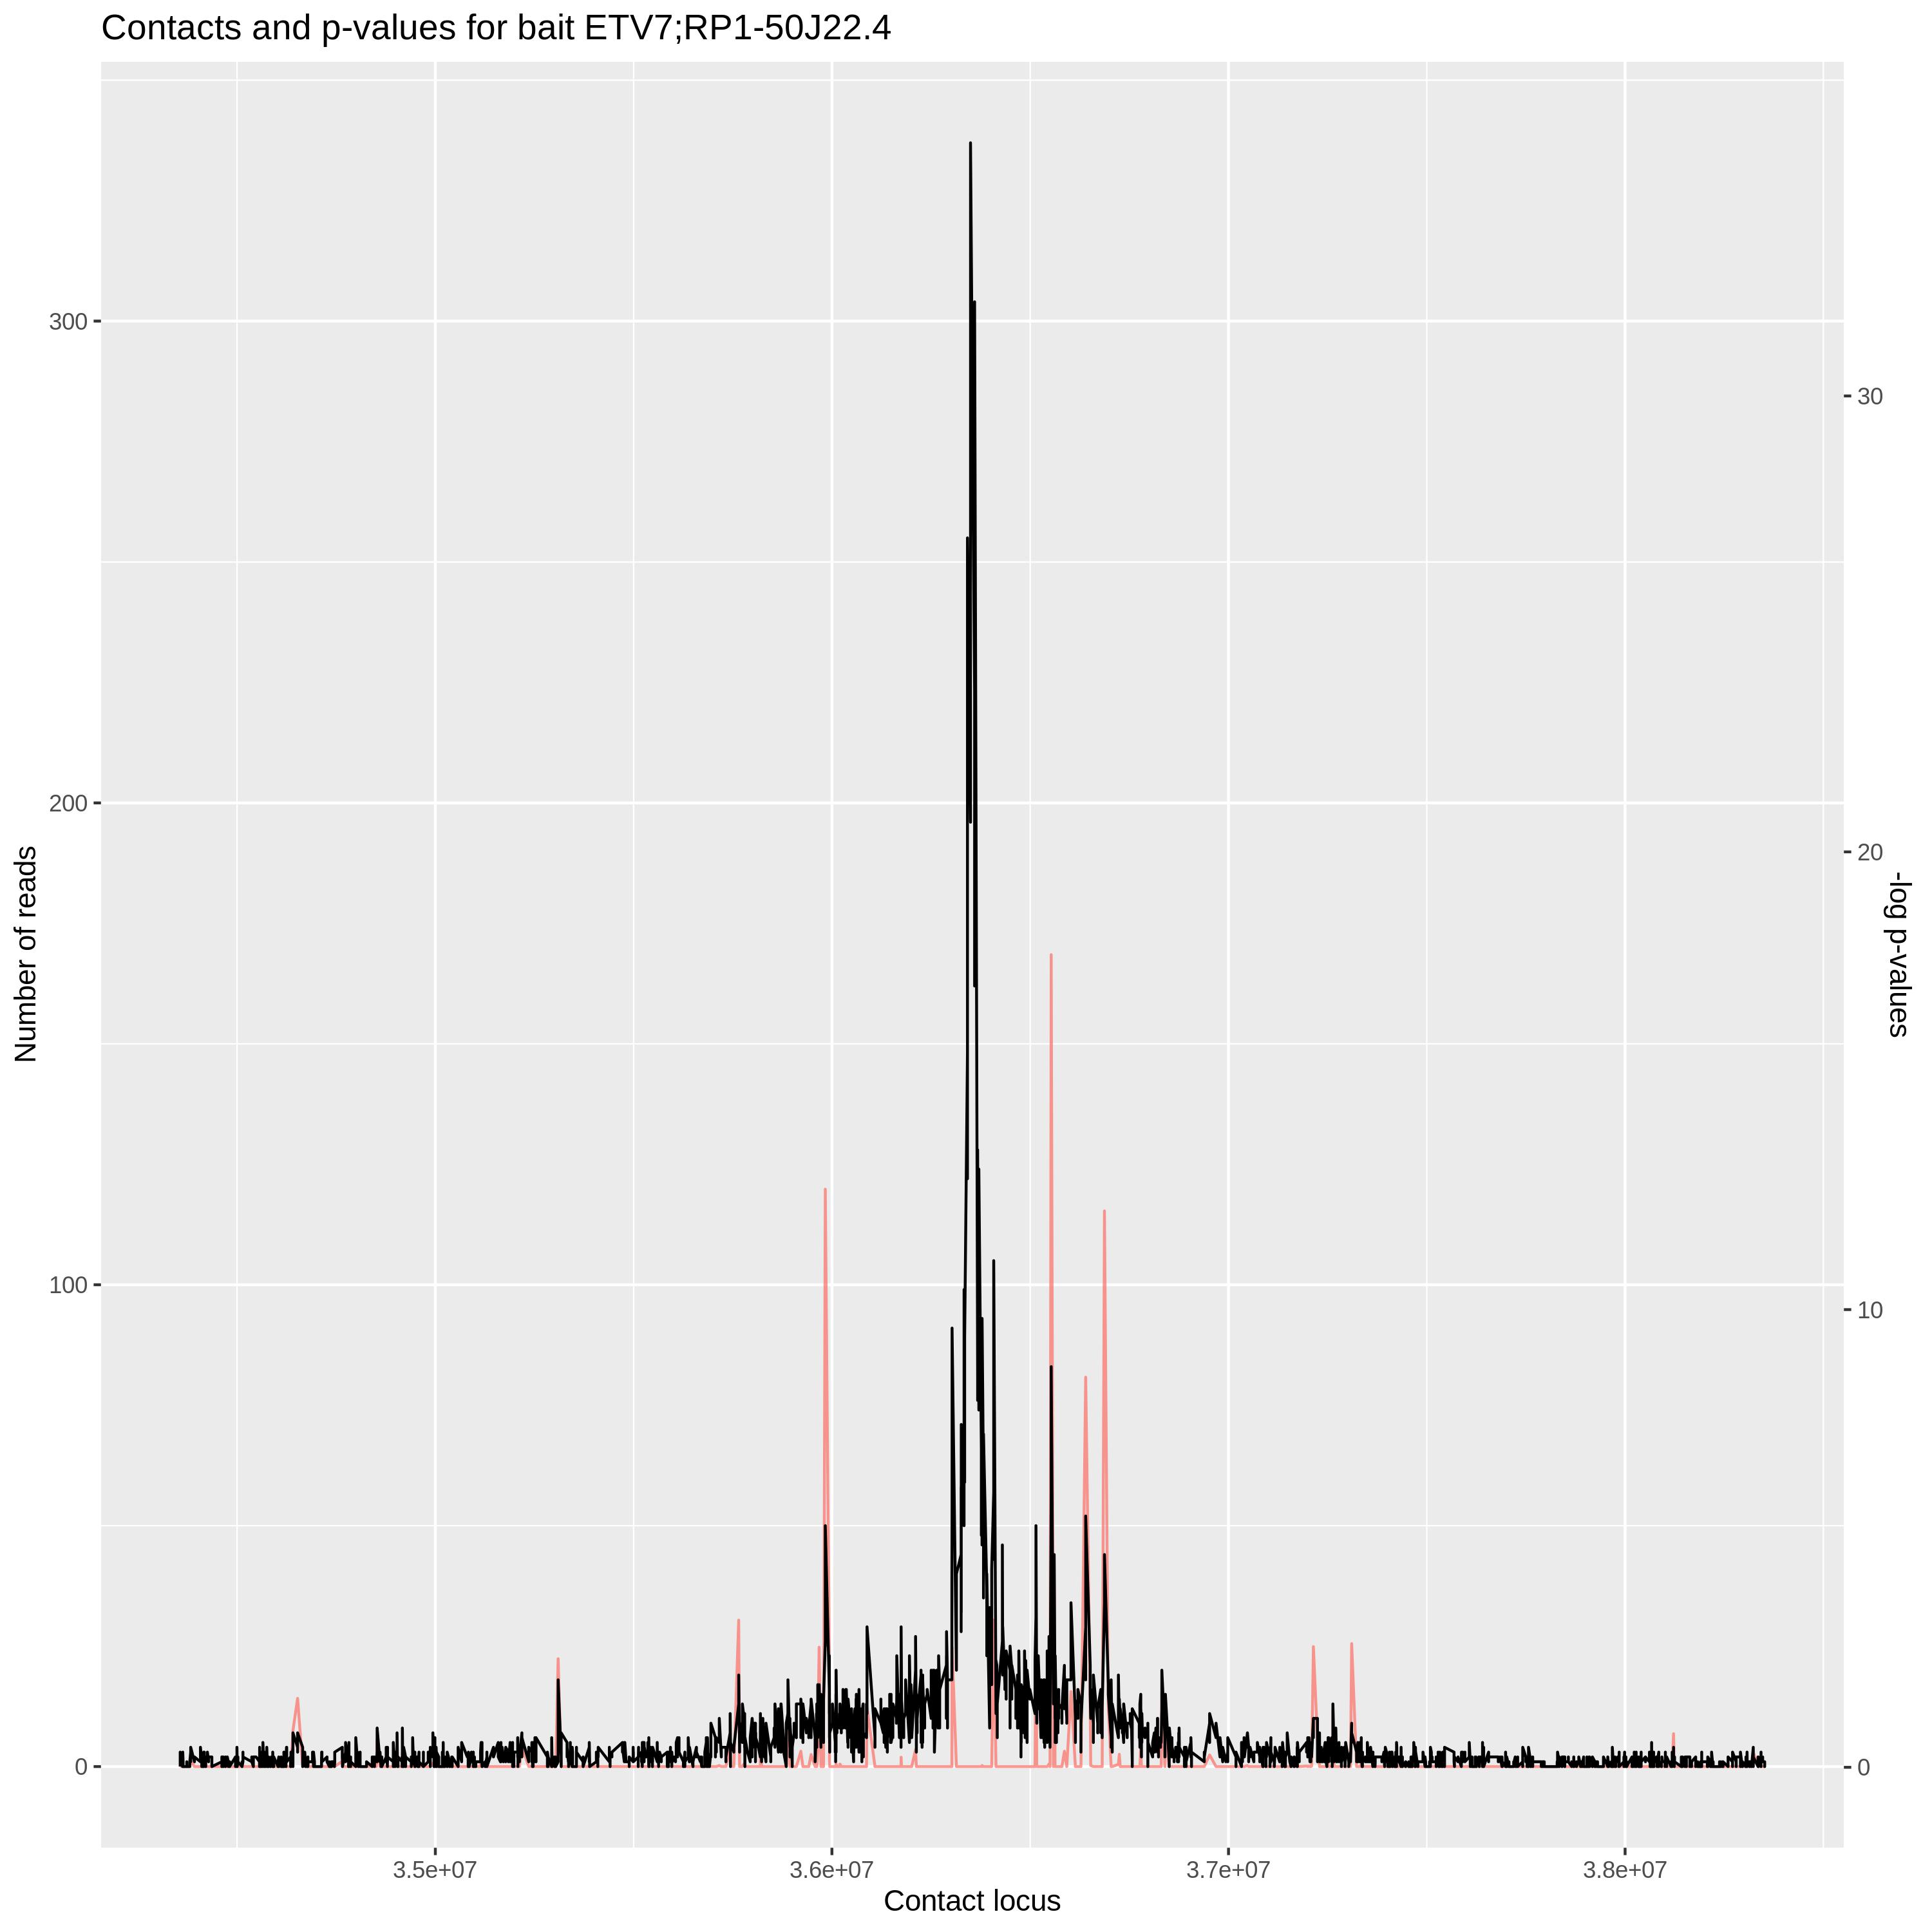 Contacts and p-values for bait ETV7;RP1-50J22.4
Number of reads
300
200
100
0
30
20
10
0
-log p-values
3.5e+07
3.6e+07
3.7e+07
3.8e+07
Contact locus